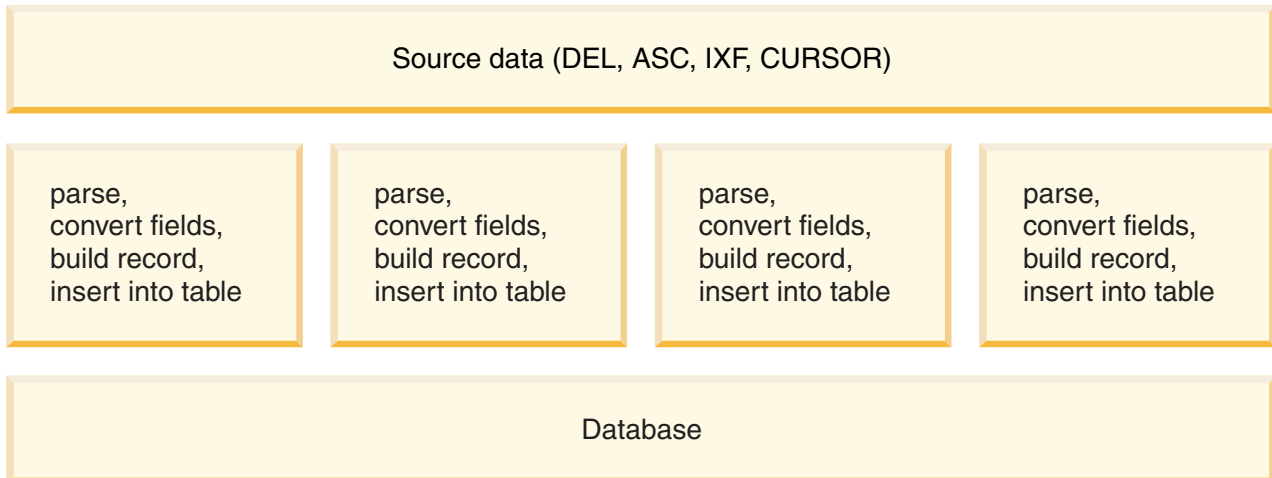 Source data (DEL, ASC, IXF, CURSOR)
parse,
convert fields,
build record,
insert into table
parse,
convert fields,
build record,
insert into table
parse,
convert fields,
build record,
insert into table
parse,
convert fields,
build record,
insert into table
Database